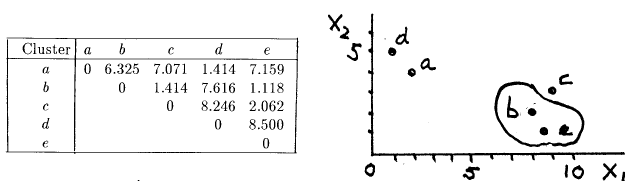 Cluster a b c d e
a 0 6.325 7.071 1.414 7.159
b 0 1.414 7.616 1.118
c 0 8.246 2.062
d 0 8.500
e 0
X2
5
d
a
c
b
e
0 5 10 X1